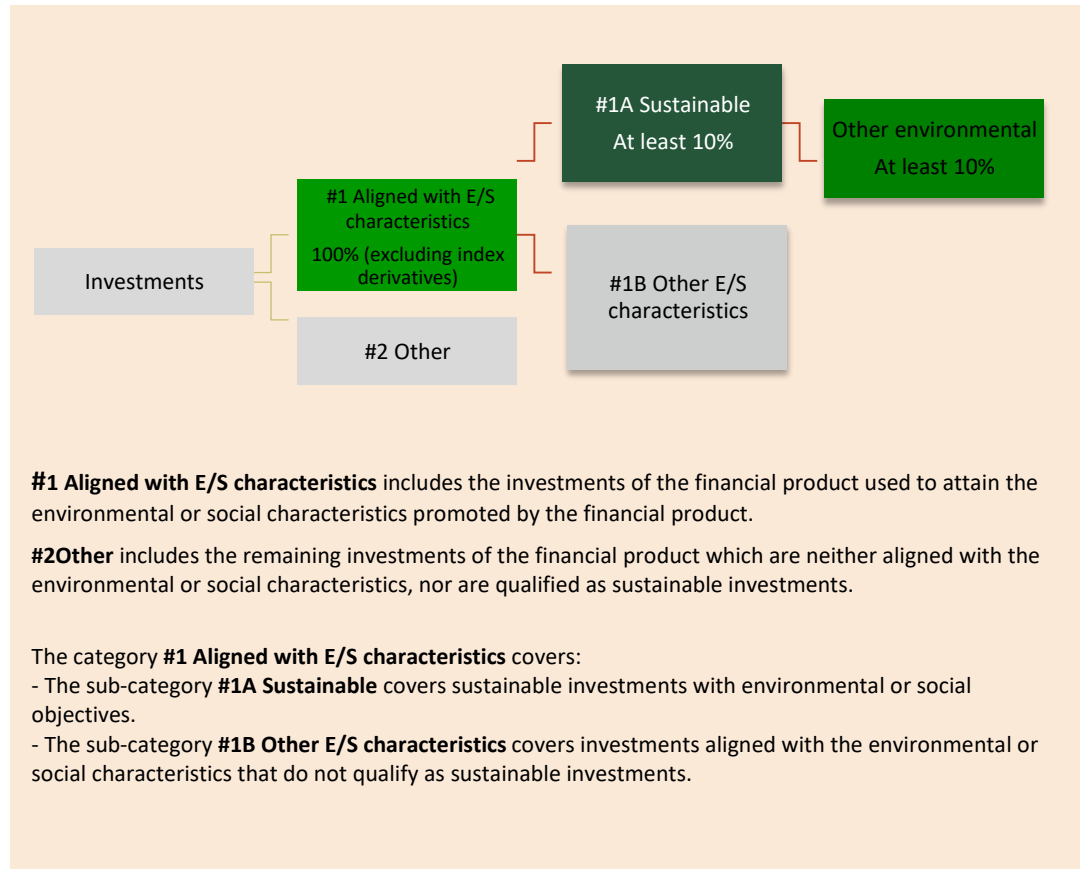 #1A Sustainable
At least 10%
Other environmental
At least 10%
#1 Aligned with E/S
characteristics
100% (excluding index
derivatives)
Investments
#1B Other E/S
characteristics
#2 Other
#1 Aligned with E/S characteristics includes the investments of the financial product used to attain the
environmental or social characteristics promoted by the financial product.
#2Other includes the remaining investments of the financial product which are neither aligned with the
environmental or social characteristics, nor are qualified as sustainable investments.
The category #1 Aligned with E/S characteristics covers:
- The sub-category #1A Sustainable covers sustainable investments with environmental or social
objectives.
- The sub-category #1B Other E/S characteristics covers investments aligned with the environmental or
social characteristics that do not qualify as sustainable investments.